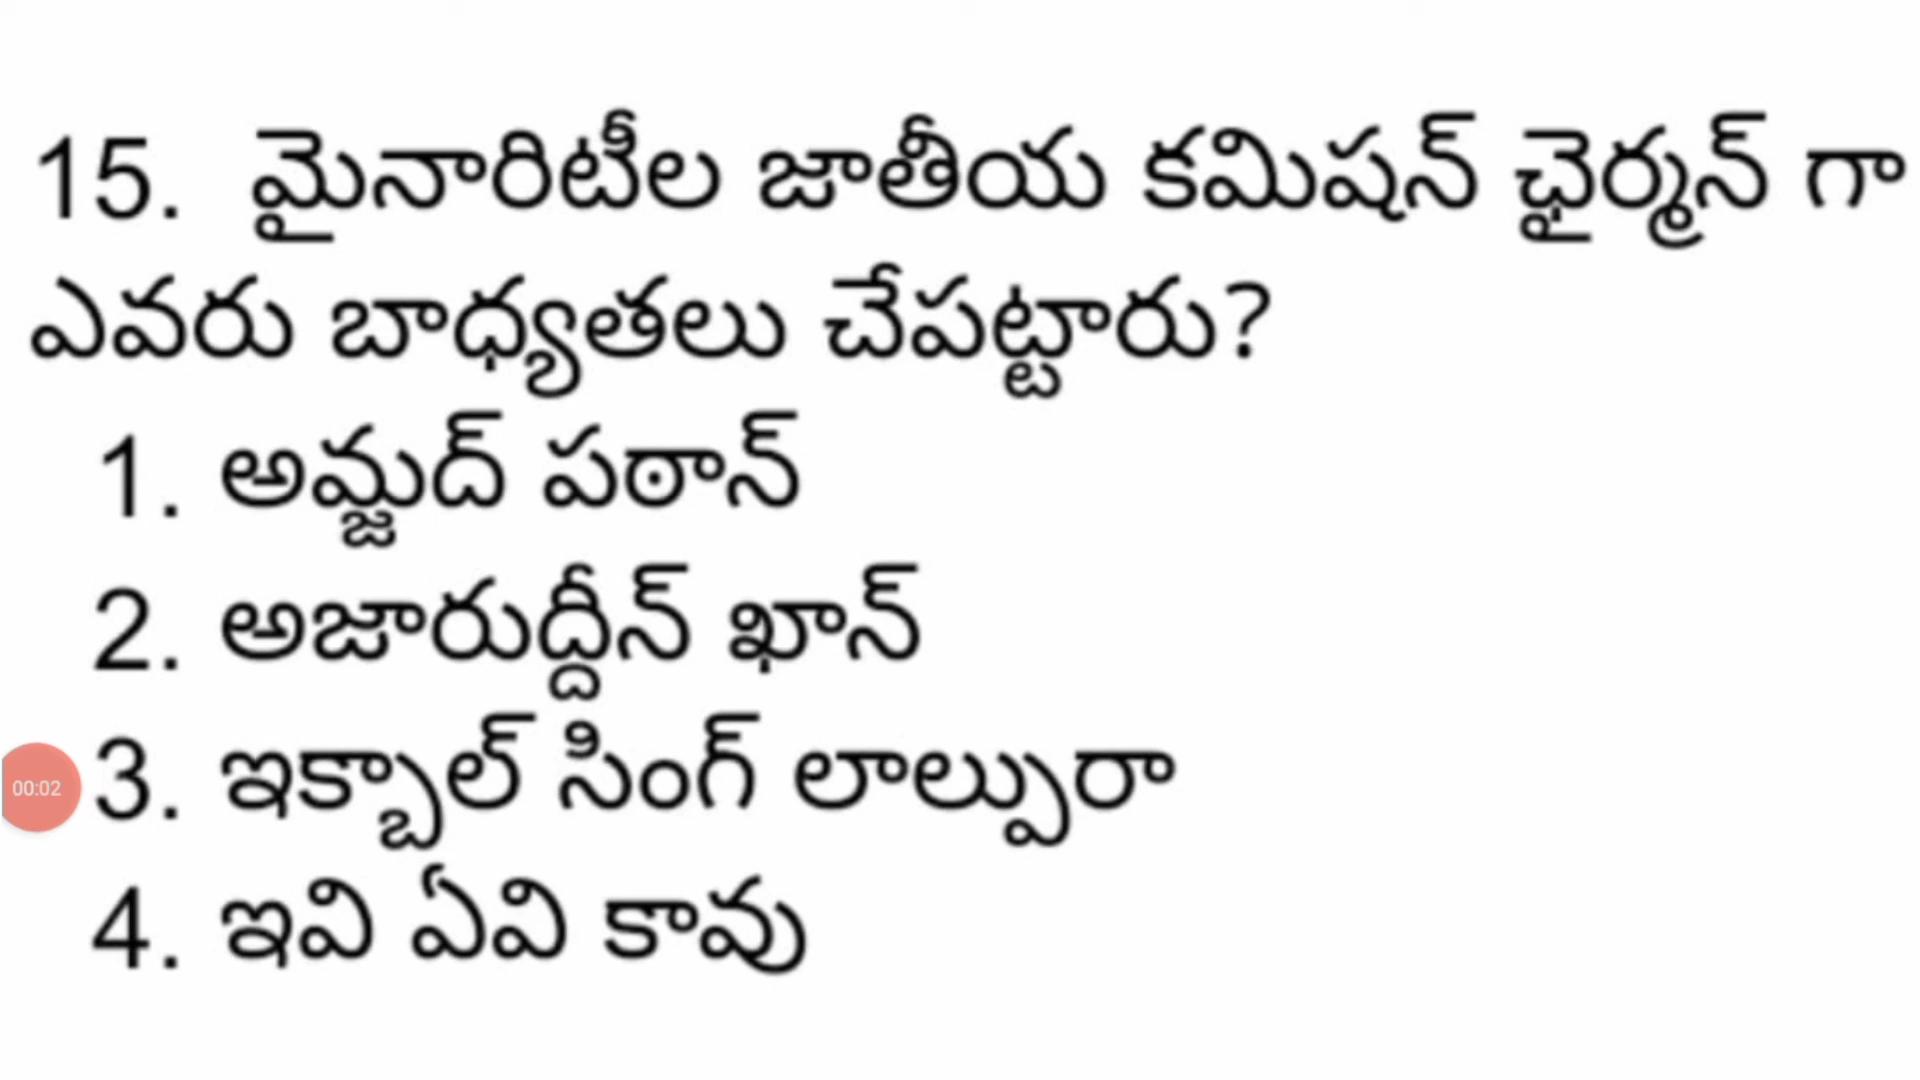 15. మైనారిటీల జాతీయ కమిషన్ ఛైర్మన్ గా
ఎవరు బాధ్యతలు చేపట్టారు?
1. అమ్జద్ పఠాన్
2. అజారుద్దీన్ ఖాన్
3. ఇక్బాల్ సింగ్ లాల్పురా
00:02
4. ఇవి ఏవి కావు